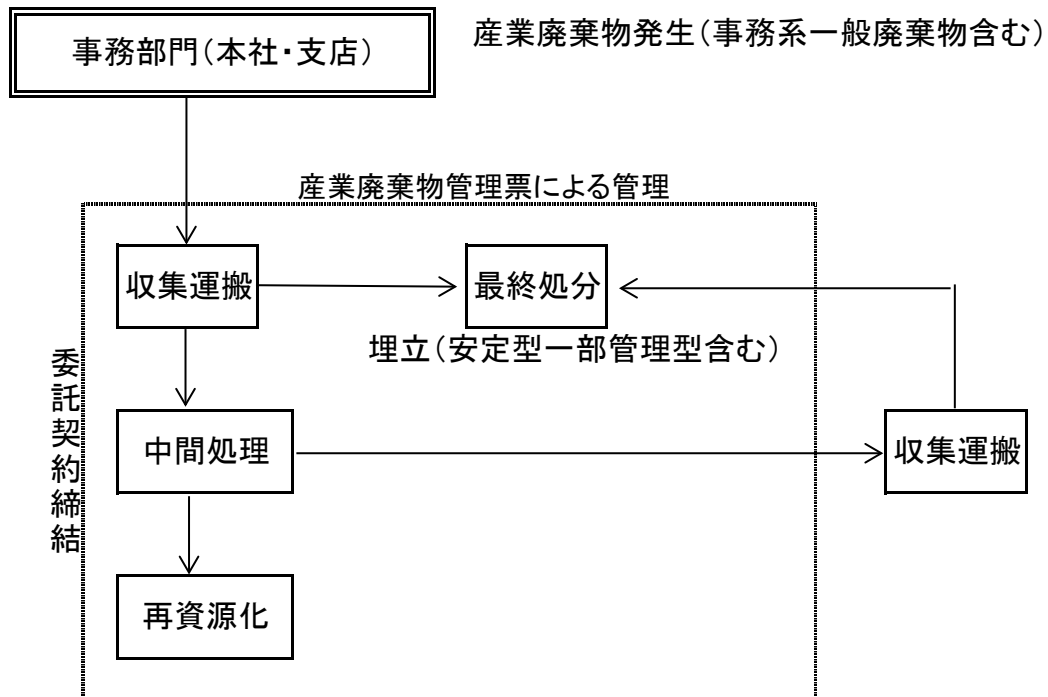 産業廃棄物発生(事務系一般廃棄物含む)
事務部門(本社・支店)
産業廃棄物管理票による管理
収集運搬
最終処分
埋立(安定型一部管理型含む)
委託契約締結
中間処理
収集運搬
再資源化